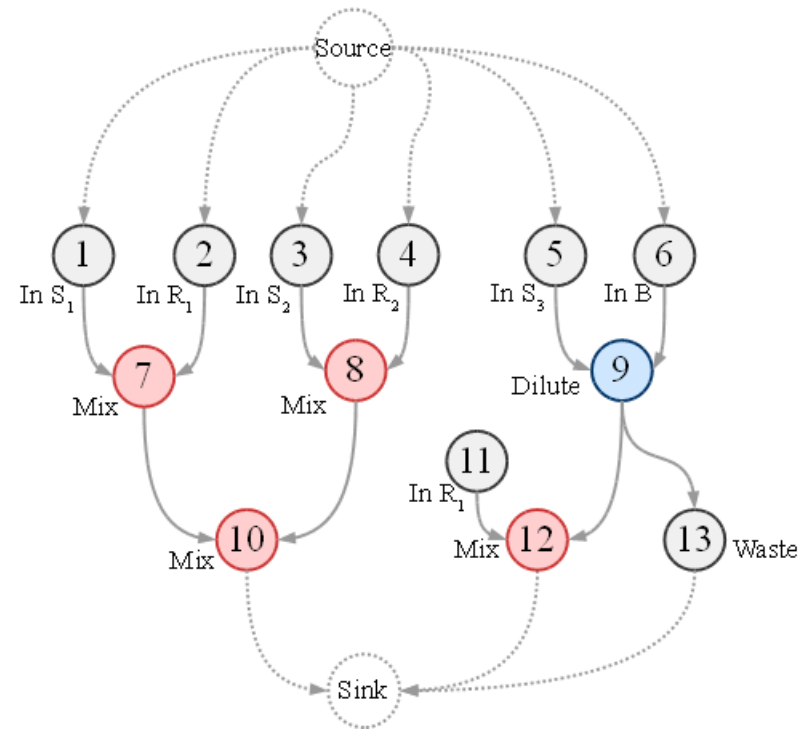 Source
1
2
3
4
5
6
In S₁
In R₁
In S₂
In R₂
In S₃
In B
7
8
9
Mix
Mix
Dilute
11
In R₁
10
12
13
Mix
Mix
Waste
Sink